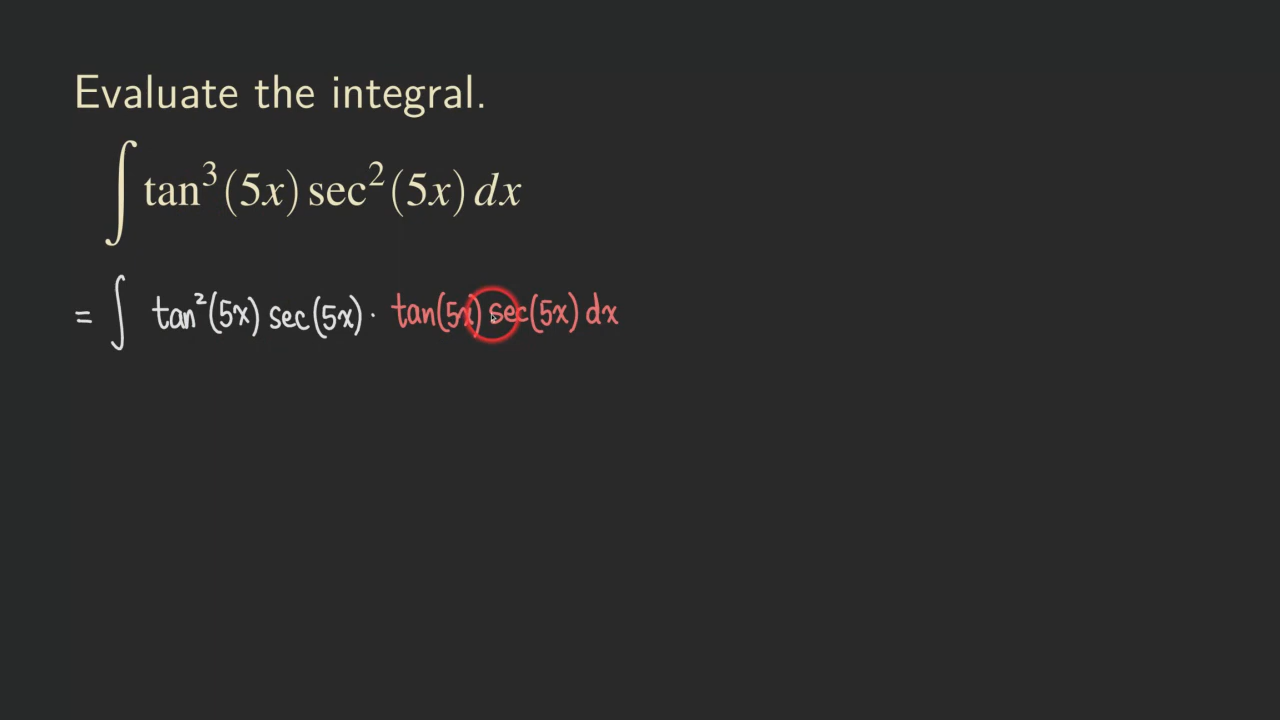 Evaluate the integral.
∫ tan³(5x) sec²(5x) dx
= ∫ tan²(5x) sec(5x) · tan(5x) sec(5x) dx